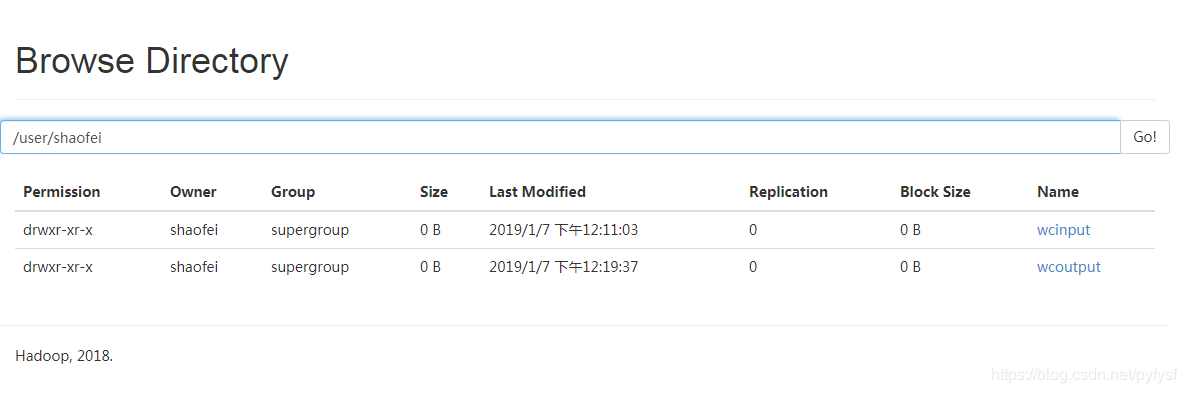 Browse Directory
/user/shaofei Go!
Permission Owner Group Size Last Modified Replication Block Size Name
drwxr-xr-x shaofei supergroup 0 B 2019/1/7 下午12:11:03 0 0 B wcinput
drwxr-xr-x shaofei supergroup 0 B 2019/1/7 下午12:19:37 0 0 B wcoutput
Hadoop, 2018.
https://blog.csdn.net/pyfysf